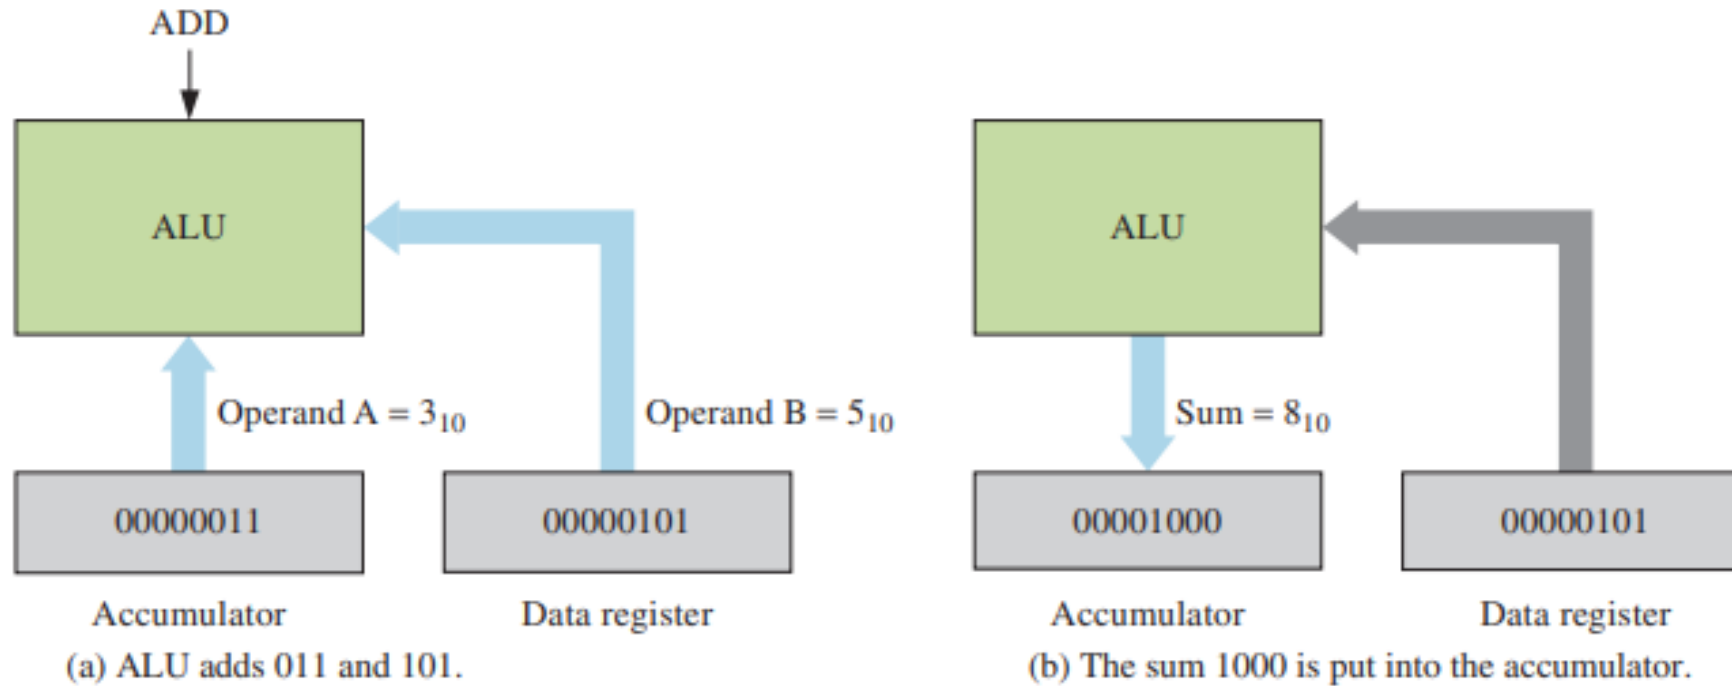 ADD
ALU
Operand A = 3₁₀
Operand B = 5₁₀
00000011
00000101
Accumulator
Data register
(a) ALU adds 011 and 101.
ALU
Sum = 8₁₀
00001000
00000101
Accumulator
Data register
(b) The sum 1000 is put into the accumulator.